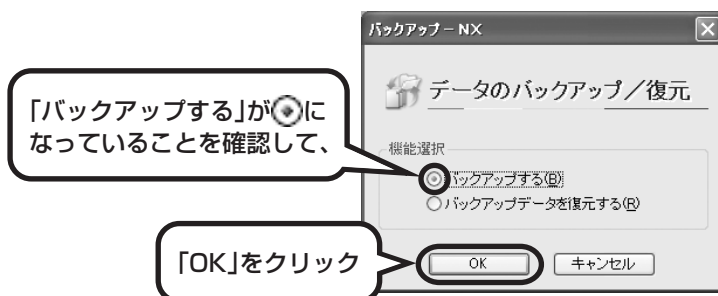 バックアップ－NX
データのバックアップ／復元
「バックアップする」が◉に
なっていることを確認して、
機能選択
バックアップする(B)
バックアップデータを復元する(R)
「OK」をクリック
OK
キャンセル